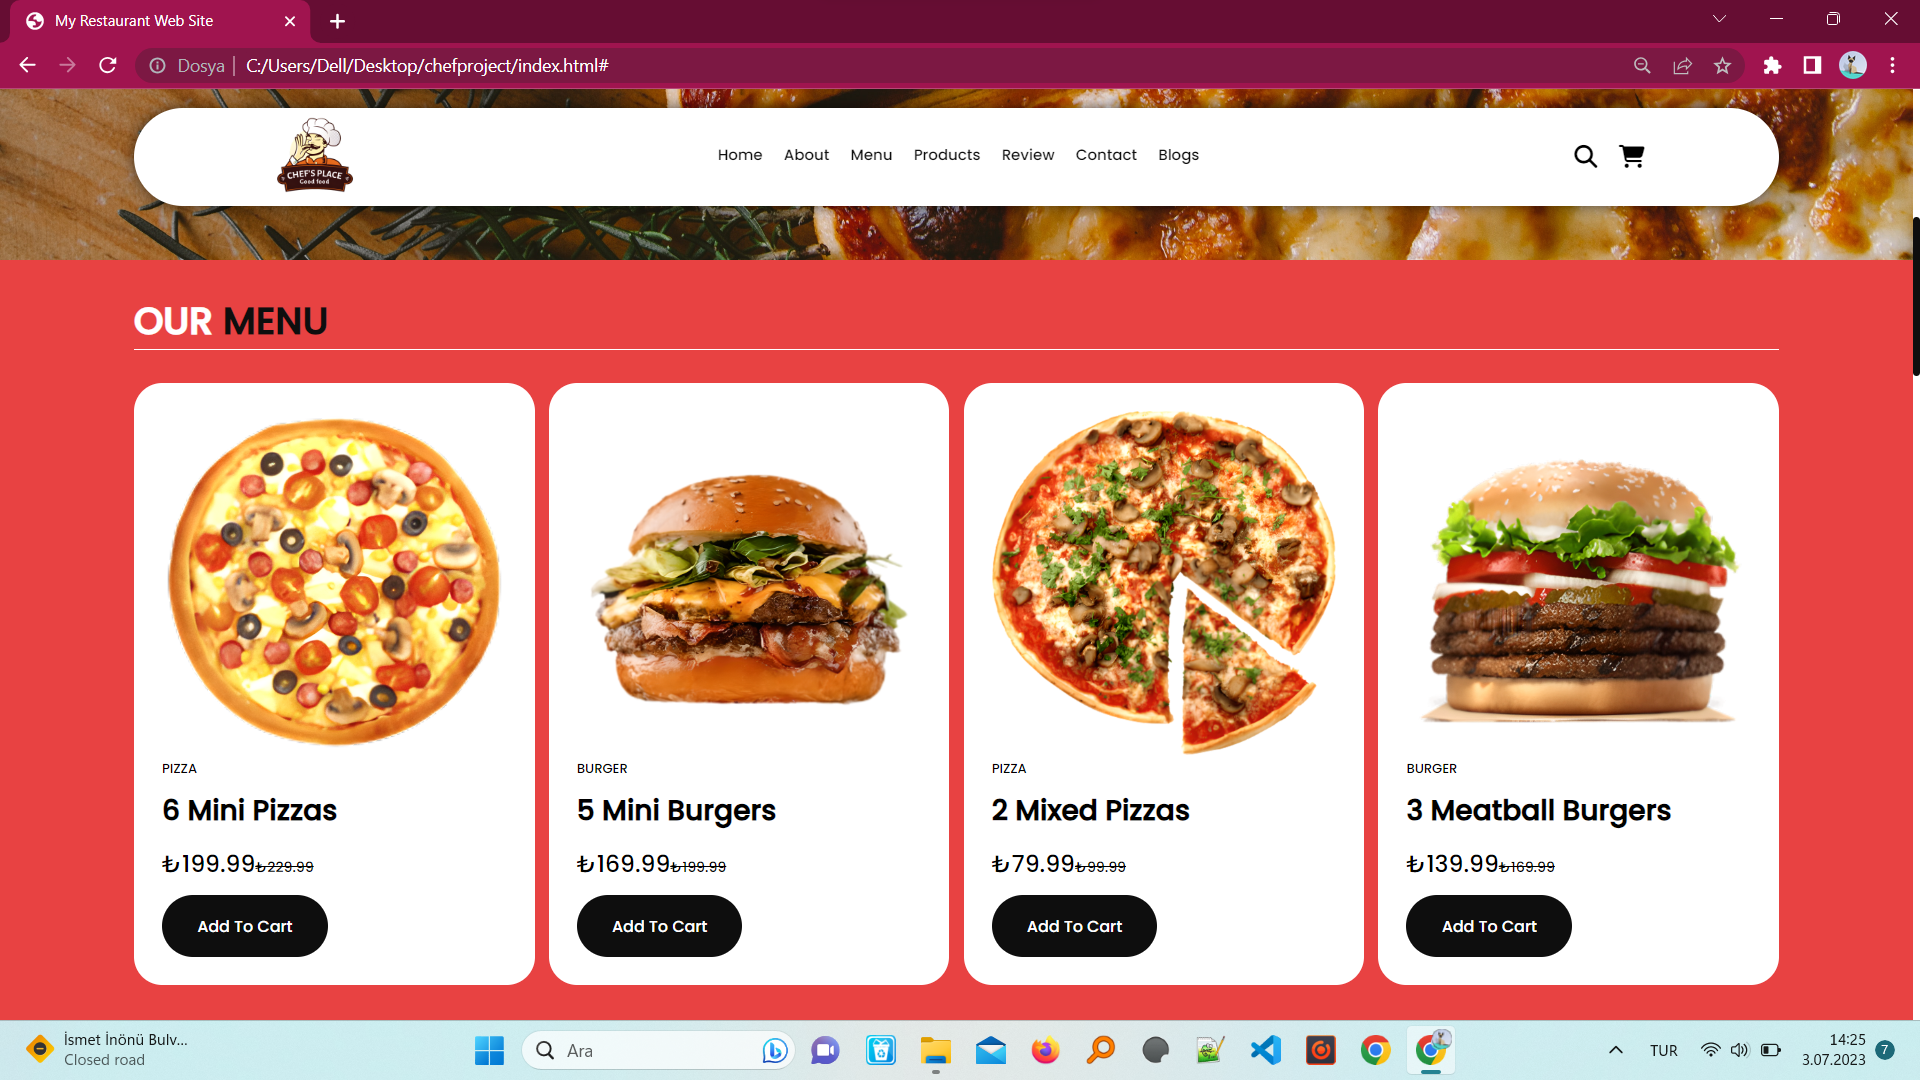 My Restaurant Web Site
Dosya | C:/Users/Dell/Desktop/chefproject/index.html#
CHEF'S PLACE
Good food
Home About Menu Products Review Contact Blogs
OUR MENU
PIZZA
6 Mini Pizzas
₺199.99₺229.99
Add To Cart
BURGER
5 Mini Burgers
₺169.99₺199.99
Add To Cart
PIZZA
2 Mixed Pizzas
₺79.99₺99.99
Add To Cart
BURGER
3 Meatball Burgers
₺139.99₺169.99
Add To Cart
İsmet İnönü Bulv...
Closed road
Ara
TUR
14:25
3.07.2023
7